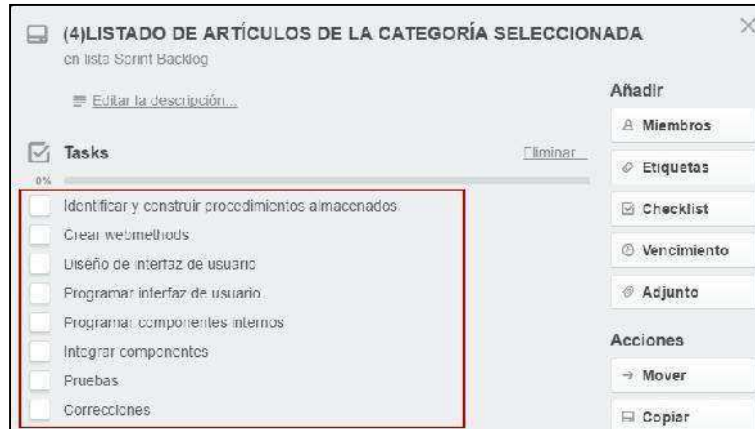 (4)LISTADO DE ARTÍCULOS DE LA CATEGORÍA SELECCIONADA
en lista Sprint Backlog
Editar la descripción...
Tasks
Eliminar...
0%
Identificar y construir procedimientos almacenados
Crear webmethods
Diseño de interfaz de usuario
Programar interfaz de usuario
Programar componentes internos
Integrar componentes
Pruebas
Correcciones
Añadir
Miembros
Etiquetas
Checklist
Vencimiento
Adjunto
Acciones
Mover
Copiar